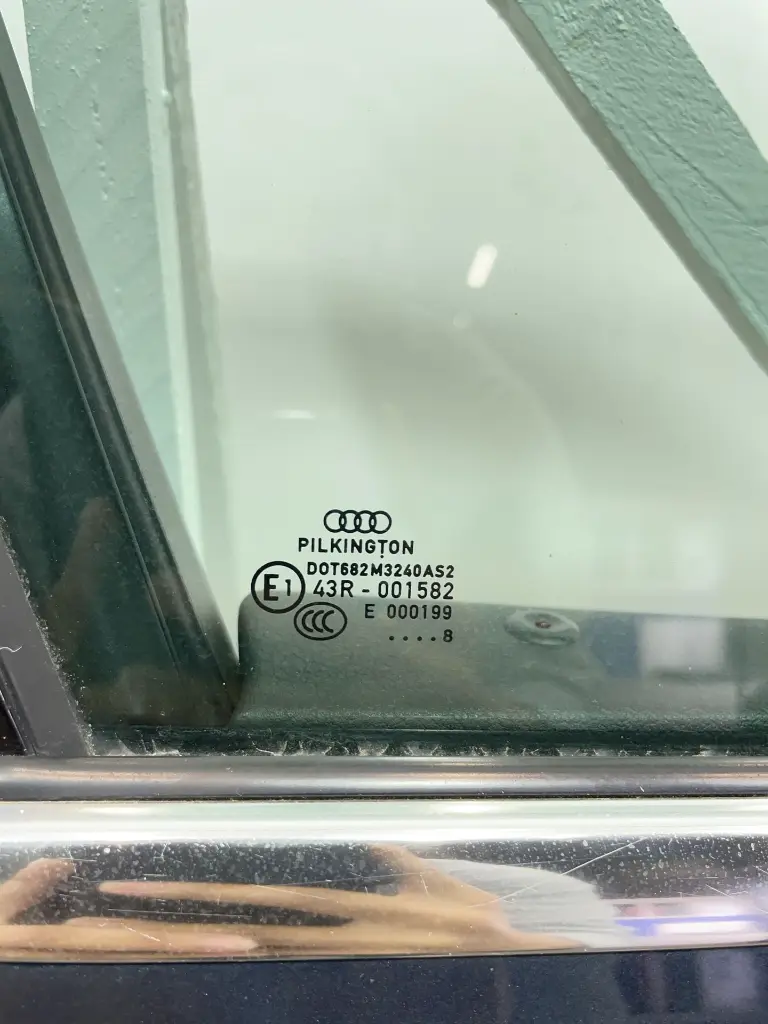 PILKINGTON
DOT682M3240AS2
E1 43R - 001582
CCC E 000199
....8